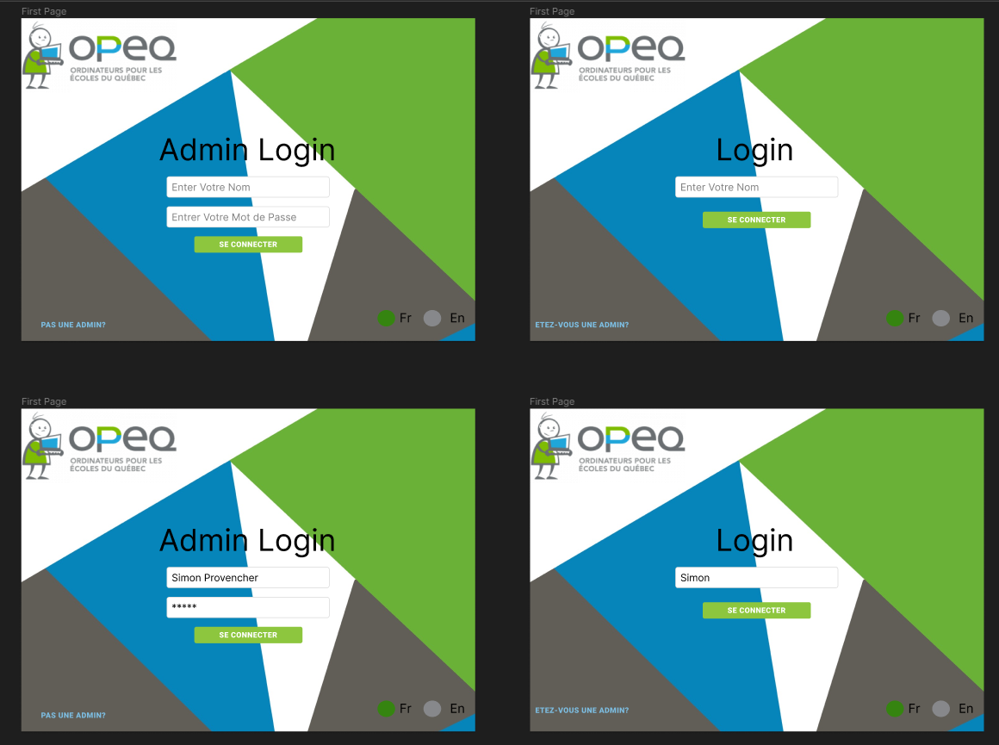 First Page
OPEQ
ORDINATEURS POUR LES
ÉCOLES DU QUÉBEC
Admin Login
Enter Votre Nom
Entrer Votre Mot de Passe
SE CONNECTER
PAS UNE ADMIN?
Fr En
First Page
OPEQ
ORDINATEURS POUR LES
ÉCOLES DU QUÉBEC
Login
Enter Votre Nom
SE CONNECTER
ETEZ-VOUS UNE ADMIN?
Fr En
First Page
OPEQ
ORDINATEURS POUR LES
ÉCOLES DU QUÉBEC
Admin Login
Simon Provencher
*****
SE CONNECTER
PAS UNE ADMIN?
Fr En
First Page
OPEQ
ORDINATEURS POUR LES
ÉCOLES DU QUÉBEC
Login
Simon
SE CONNECTER
ETEZ-VOUS UNE ADMIN?
Fr En